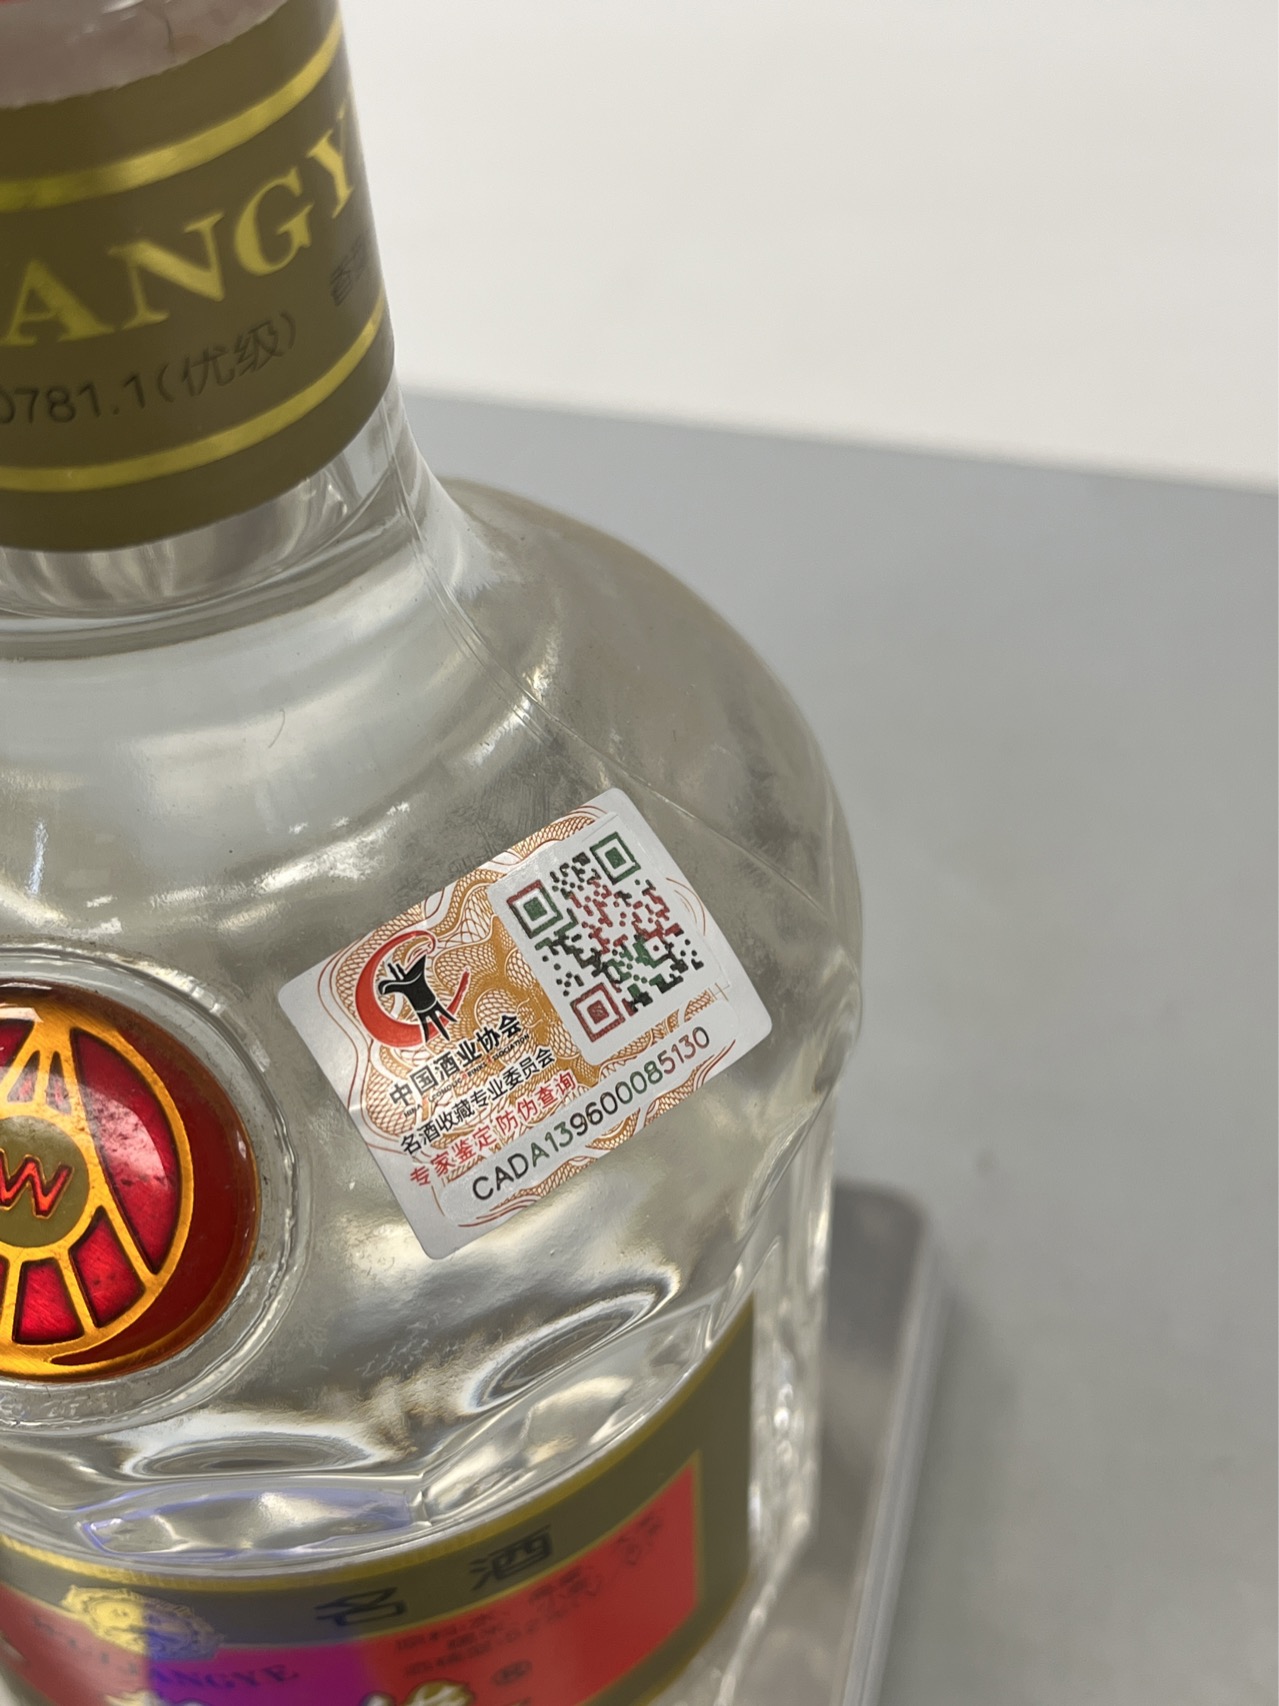 ANGY
0781.1(优级)
W
中国酒业协会
名酒收藏专业委员会
专家鉴定 防伪查询
CADA139600085130
名酒
ANGYE